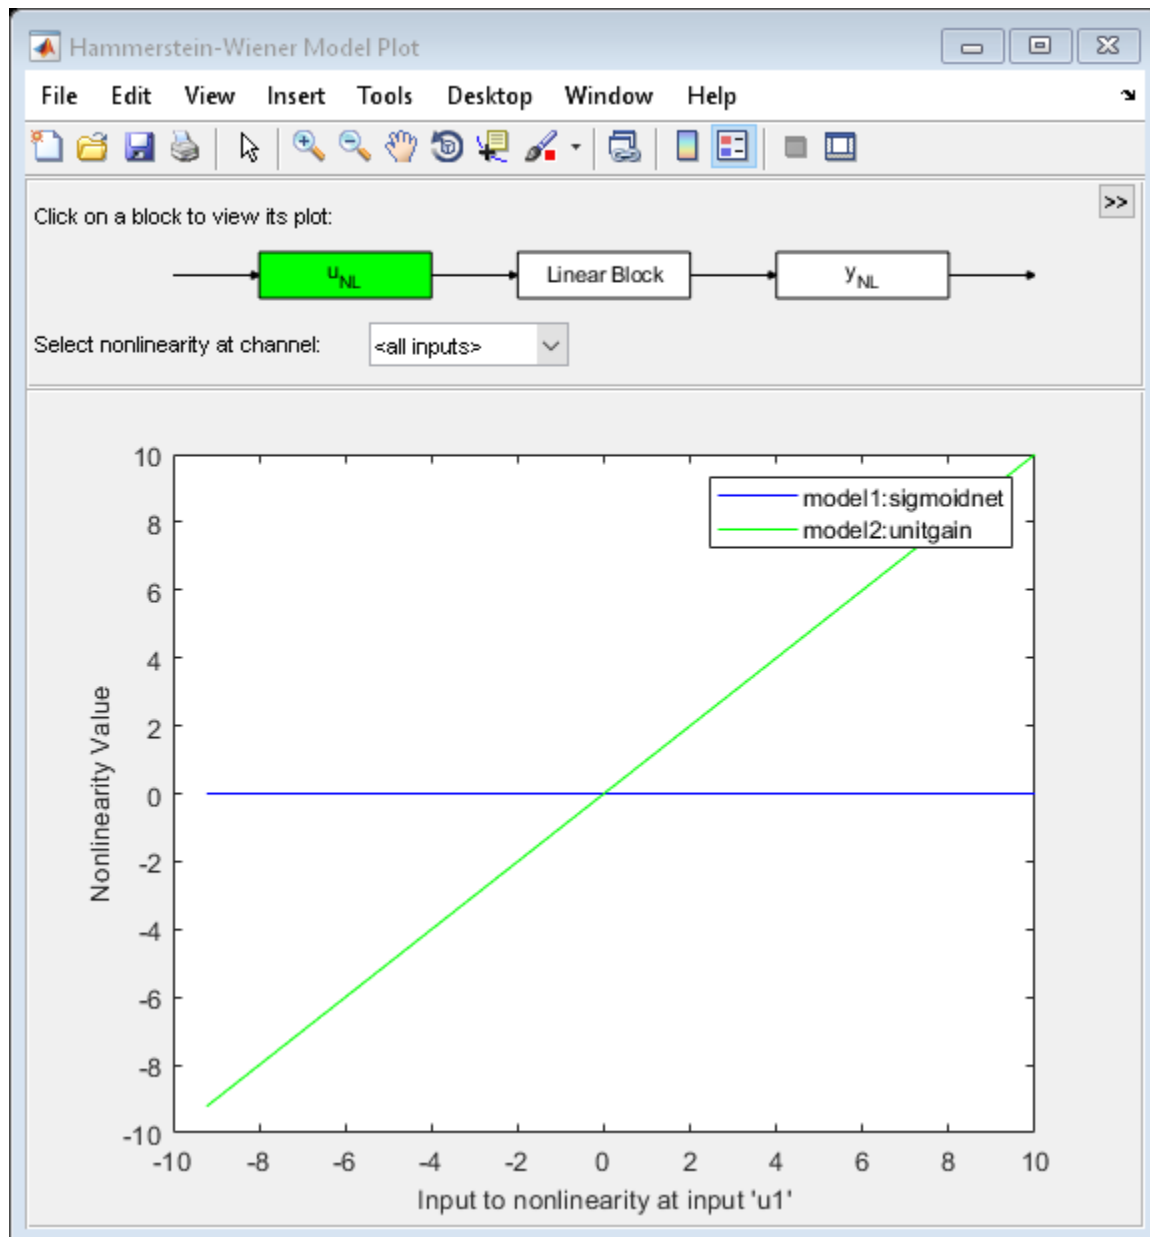 Hammerstein-Wiener Model Plot
File Edit View Insert Tools Desktop Window Help
Click on a block to view its plot:
>>
uNL Linear Block yNL
Select nonlinearity at channel: <all inputs>
10
8
6
4
2
0
-2
-4
-6
-8
-10
Nonlinearity Value
model1:sigmoidnet
model2:unitgain
-10 -8 -6 -4 -2 0 2 4 6 8 10
Input to nonlinearity at input 'u1'